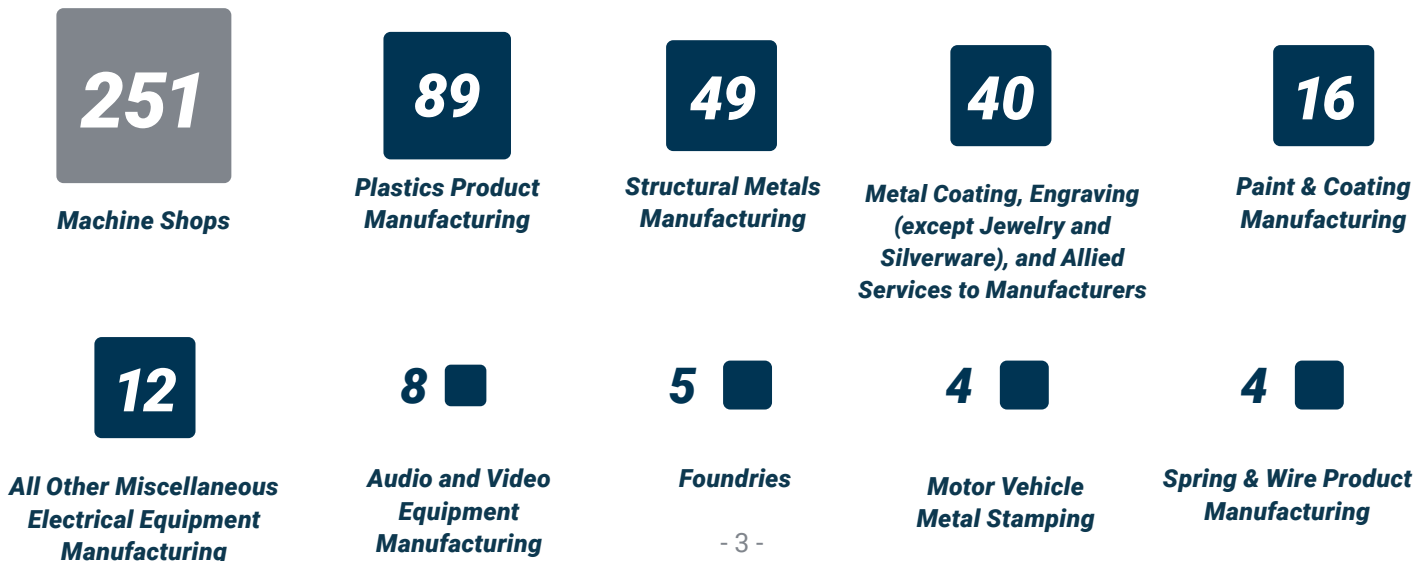 251
Machine Shops
89
Plastics Product
Manufacturing
49
Structural Metals
Manufacturing
40
Metal Coating, Engraving
(except Jewelry and
Silverware), and Allied
Services to Manufacturers
16
Paint & Coating
Manufacturing
12
All Other Miscellaneous
Electrical Equipment
Manufacturing
8
Audio and Video
Equipment
Manufacturing
5
Foundries
4
Motor Vehicle
Metal Stamping
4
Spring & Wire Product
Manufacturing
- 3 -